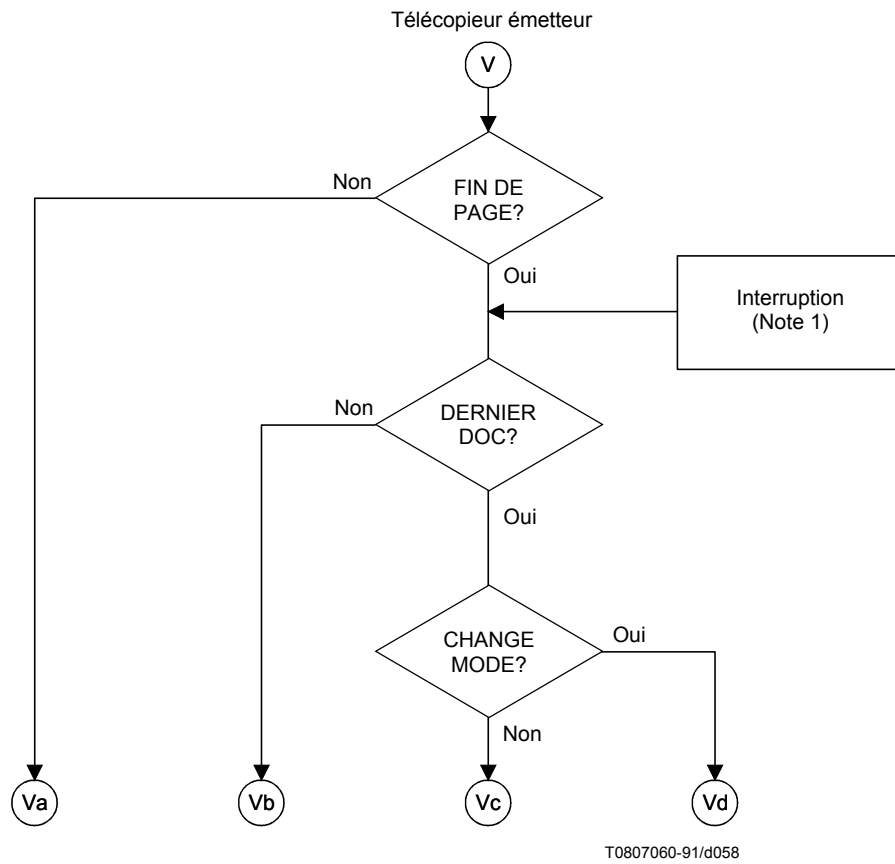 Télécopieur émetteur
V
Non
FIN DE
PAGE?
Oui
Interruption
(Note 1)
Non
DERNIER
DOC?
Oui
CHANGE
MODE?
Oui
Non
Va
Vb
Vc
Vd
T0807060-91/d058